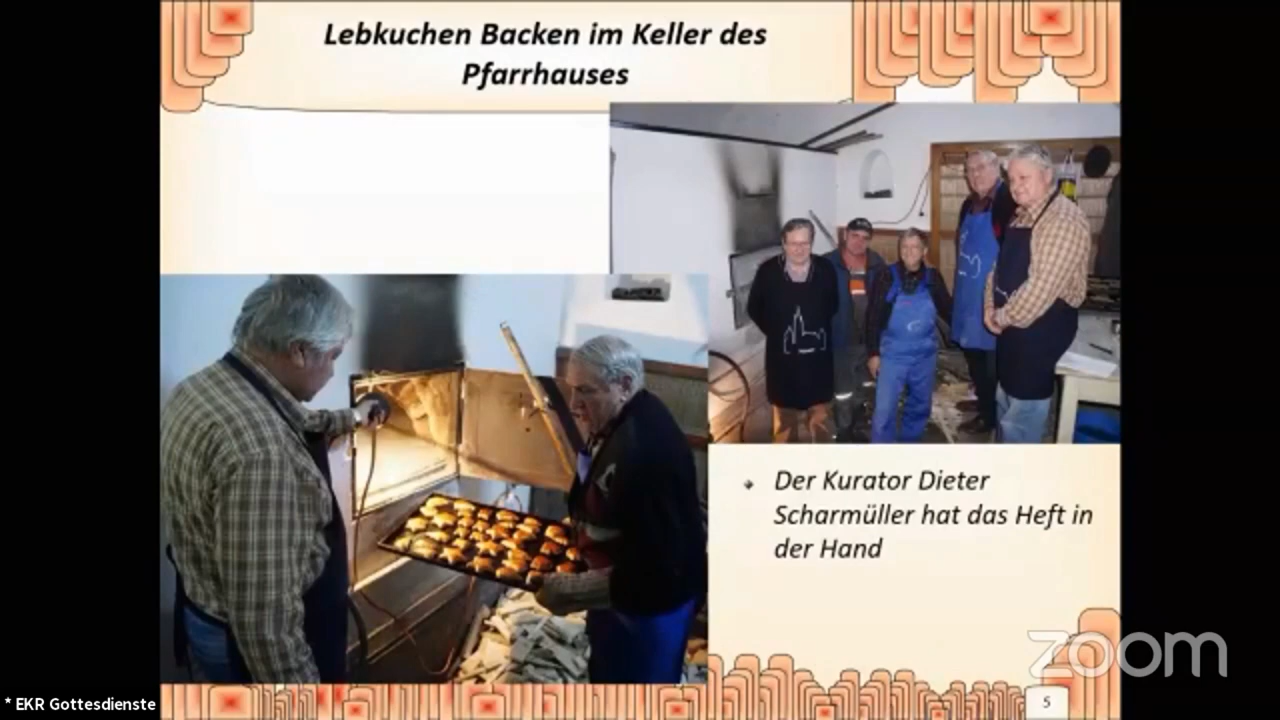 Lebkuchen Backen im Keller des
Pfarrhauses
Der Kurator Dieter
Scharmüller hat das Heft in
der Hand
zoom
5
* EKR Gottesdienste